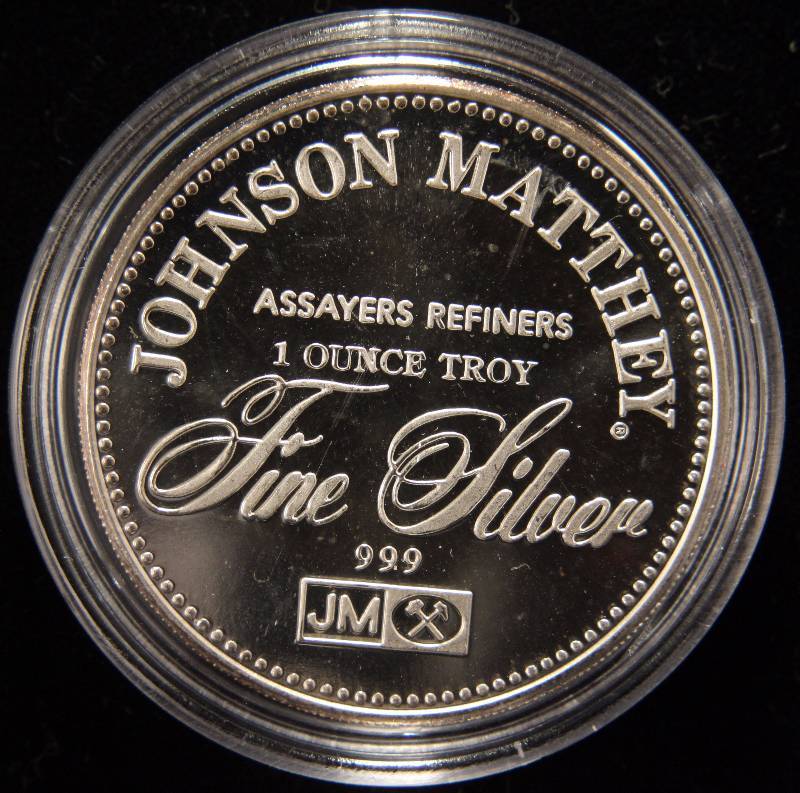 JOHNSON MATTHEY®
ASSAYERS REFINERS
1 OUNCE TROY
Fine Silver
999
JM